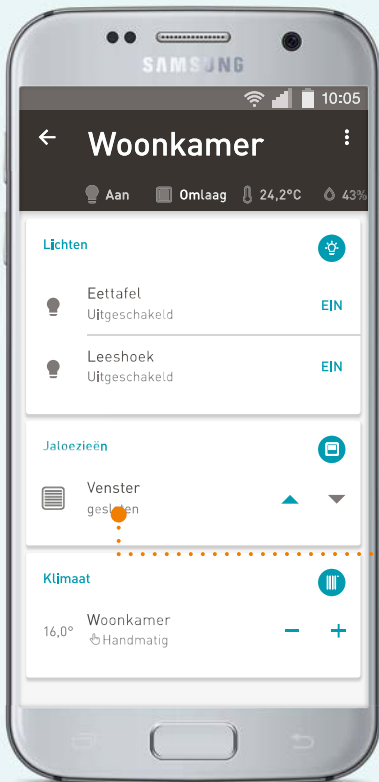 SAMSUNG
10:05
Woonkamer
Aan Omlaag 24,2°C 43%
Lichten
Eettafel
Uitgeschakeld
EIN
Leeshoek
Uitgeschakeld
EIN
Jaloezieën
Venster
gesloten
Klimaat
16,0°
Woonkamer
Handmatig